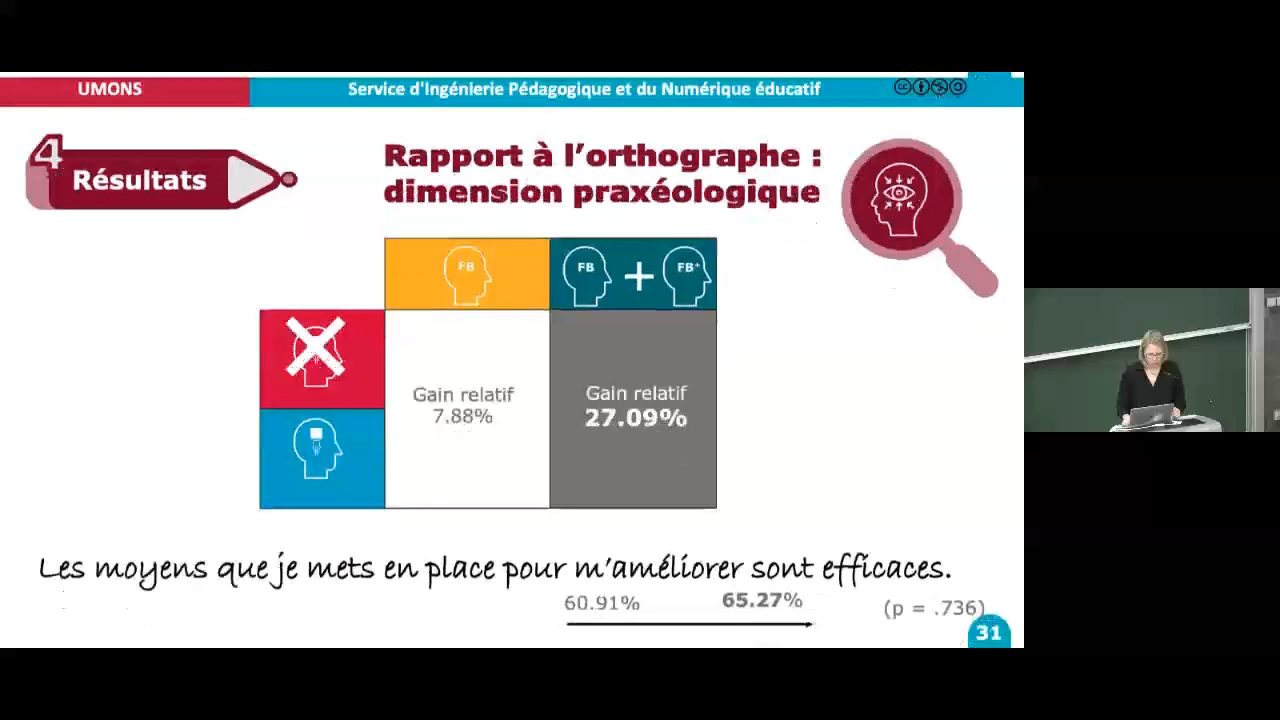 UMONS
Service d'Ingénierie Pédagogique et du Numérique éducatif
4
Résultats
Rapport à l'orthographe :
dimension praxéologique
FB
FB + FB+
Gain relatif
7.88%
Gain relatif
27.09%
Les moyens que je mets en place pour m'améliorer sont efficaces.
60.91%
65.27%
(p = .736)
31